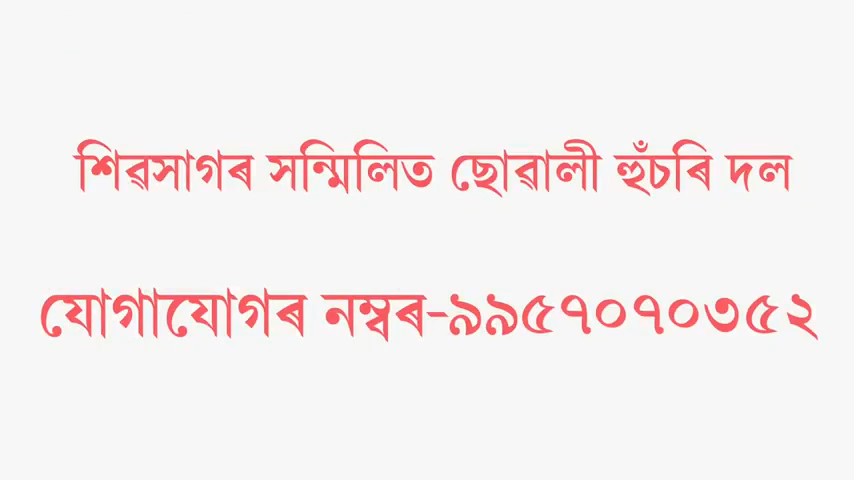 শিৱসাগৰ সন্মিলিত ছোৱালী হুঁচৰি দল
যোগাযোগৰ নম্বৰ-৯৯৫৭০৭০৩৫২